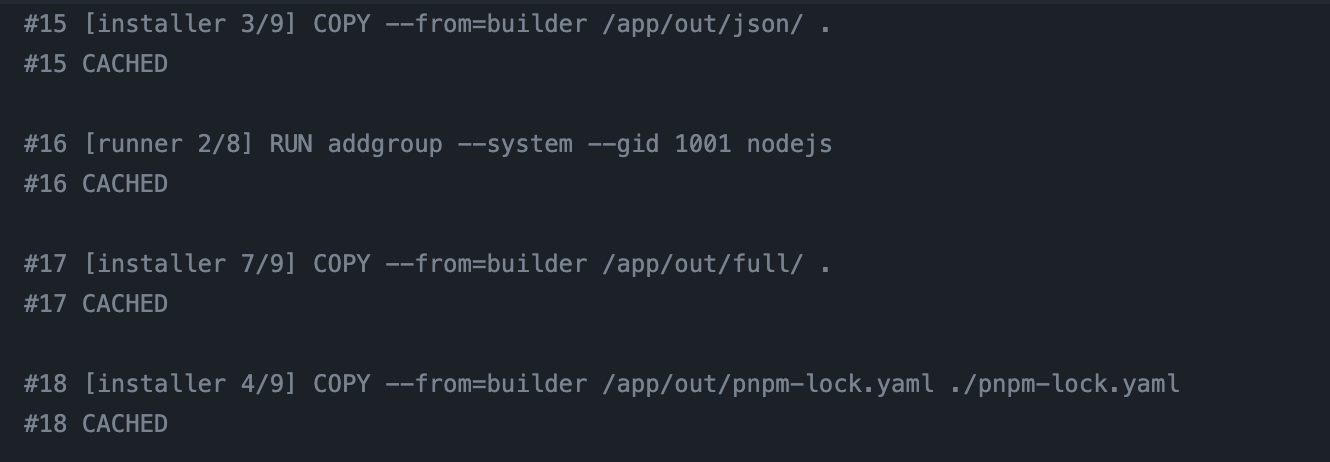 #15 [installer 3/9] COPY --from=builder /app/out/json/ .
#15 CACHED
#16 [runner 2/8] RUN addgroup --system --gid 1001 nodejs
#16 CACHED
#17 [installer 7/9] COPY --from=builder /app/out/full/ .
#17 CACHED
#18 [installer 4/9] COPY --from=builder /app/out/pnpm-lock.yaml ./pnpm-lock.yaml
#18 CACHED